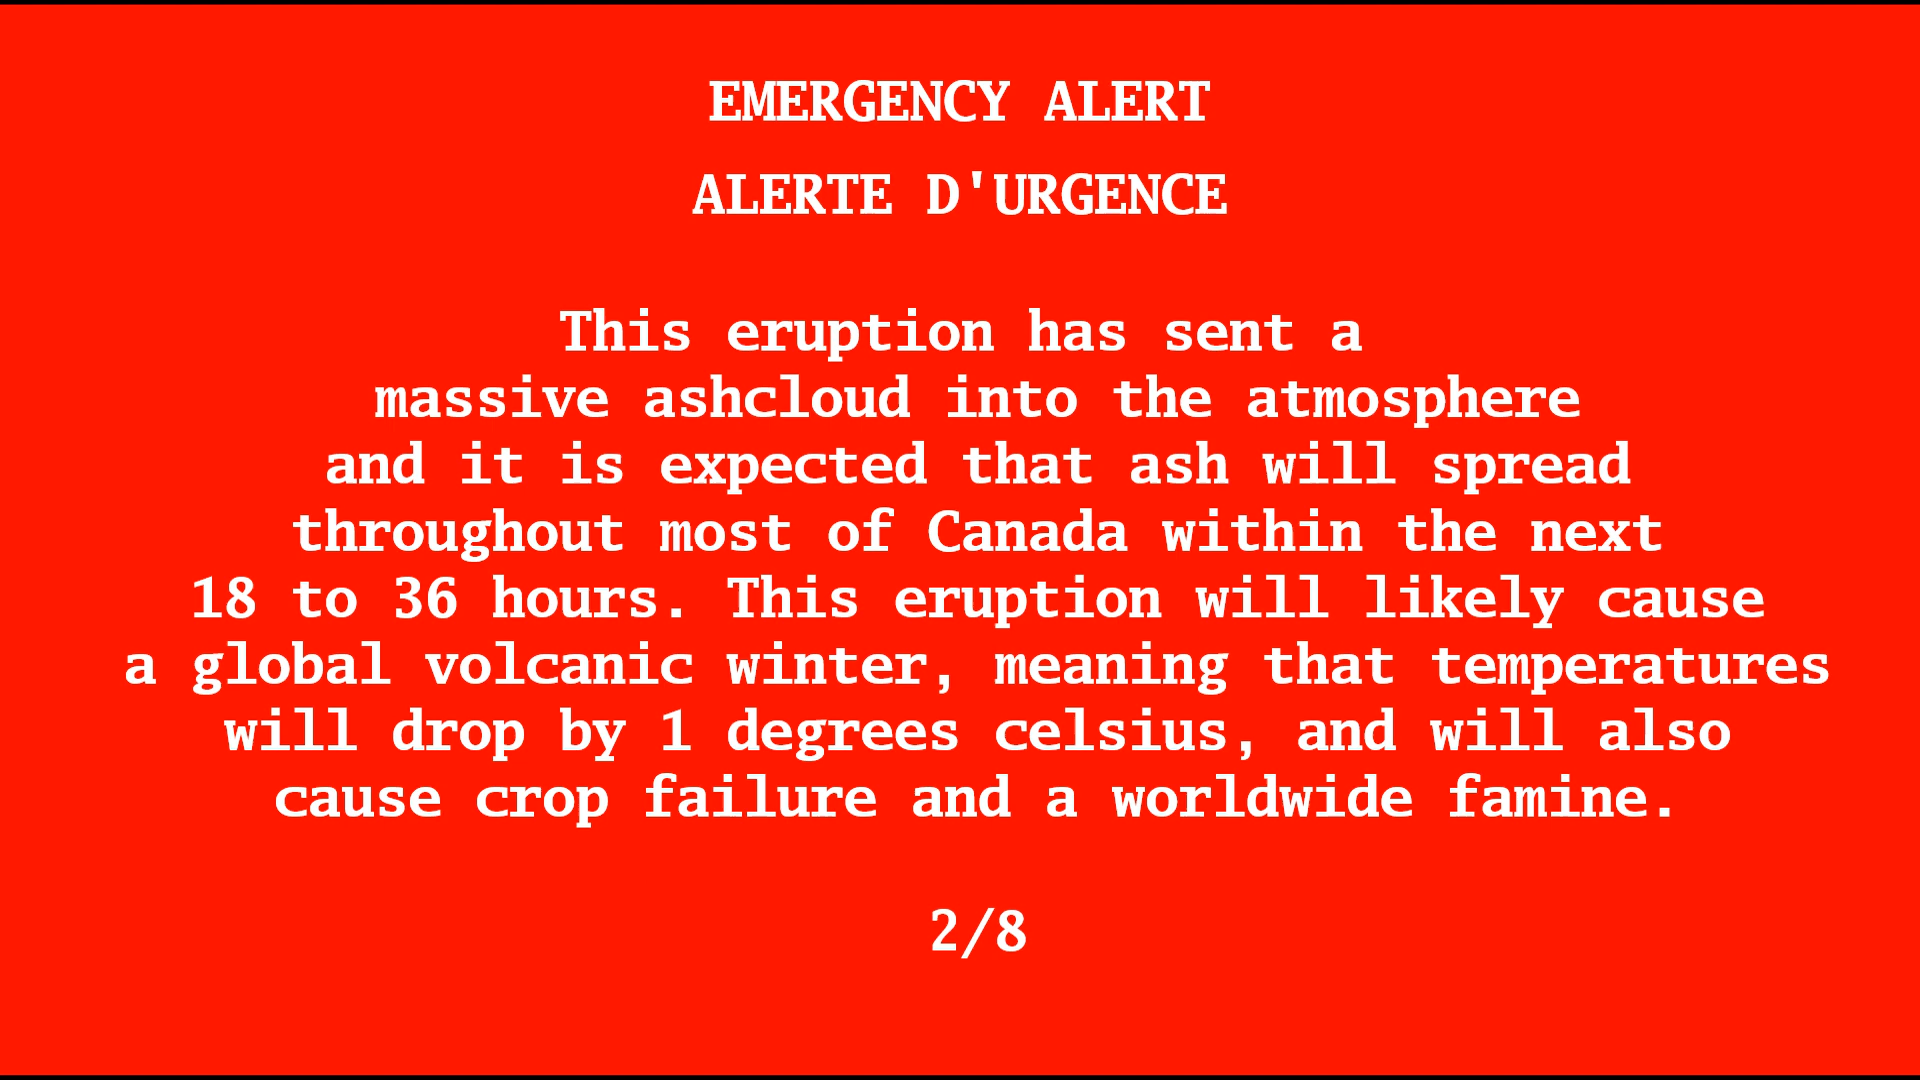 EMERGENCY ALERT
ALERTE D'URGENCE
This eruption has sent a
massive ashcloud into the atmosphere
and it is expected that ash will spread
throughout most of Canada within the next
18 to 36 hours. This eruption will likely cause
a global volcanic winter, meaning that temperatures
will drop by 1 degrees celsius, and will also
cause crop failure and a worldwide famine.
2/8